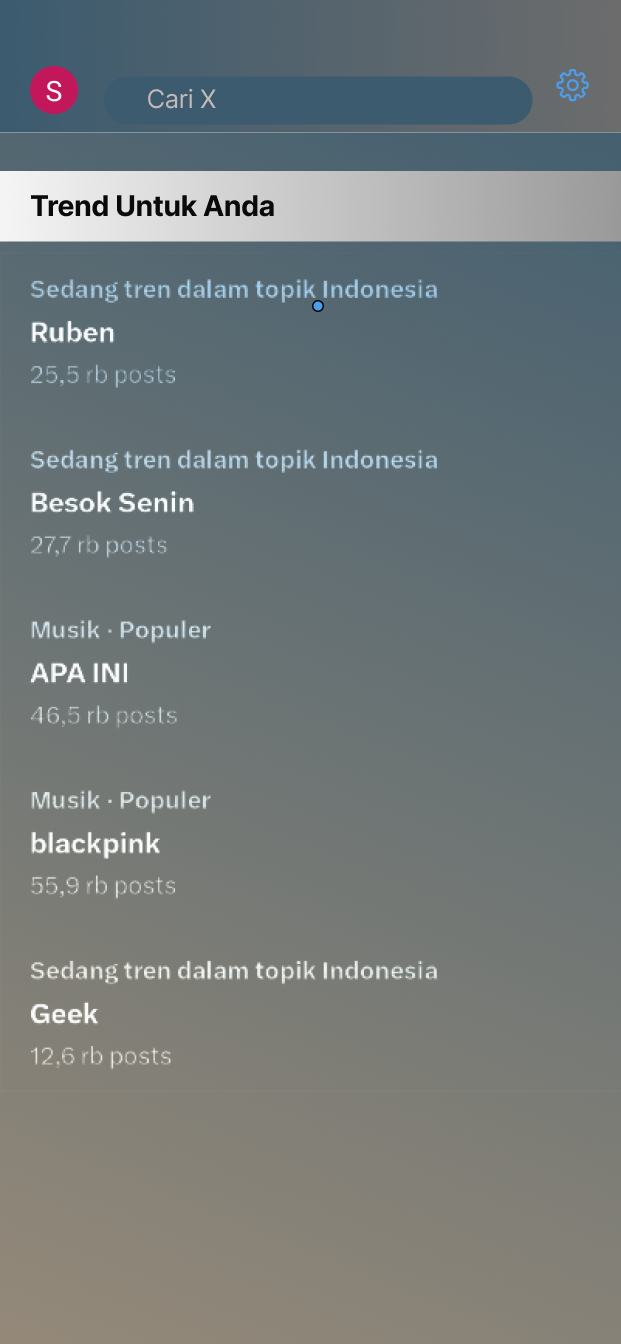 S
Cari X
Trend Untuk Anda
Sedang tren dalam topik Indonesia
Ruben
25,5 rb posts
Sedang tren dalam topik Indonesia
Besok Senin
27,7 rb posts
Musik · Populer
APA INI
46,5 rb posts
Musik · Populer
blackpink
55,9 rb posts
Sedang tren dalam topik Indonesia
Geek
12,6 rb posts